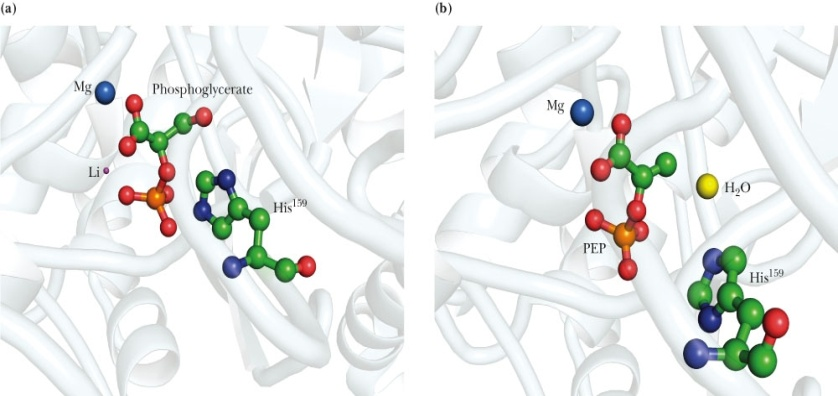 (a)
Mg
Phosphoglycerate
Li
His¹⁵⁹
(b)
Mg
H₂O
PEP
His¹⁵⁹